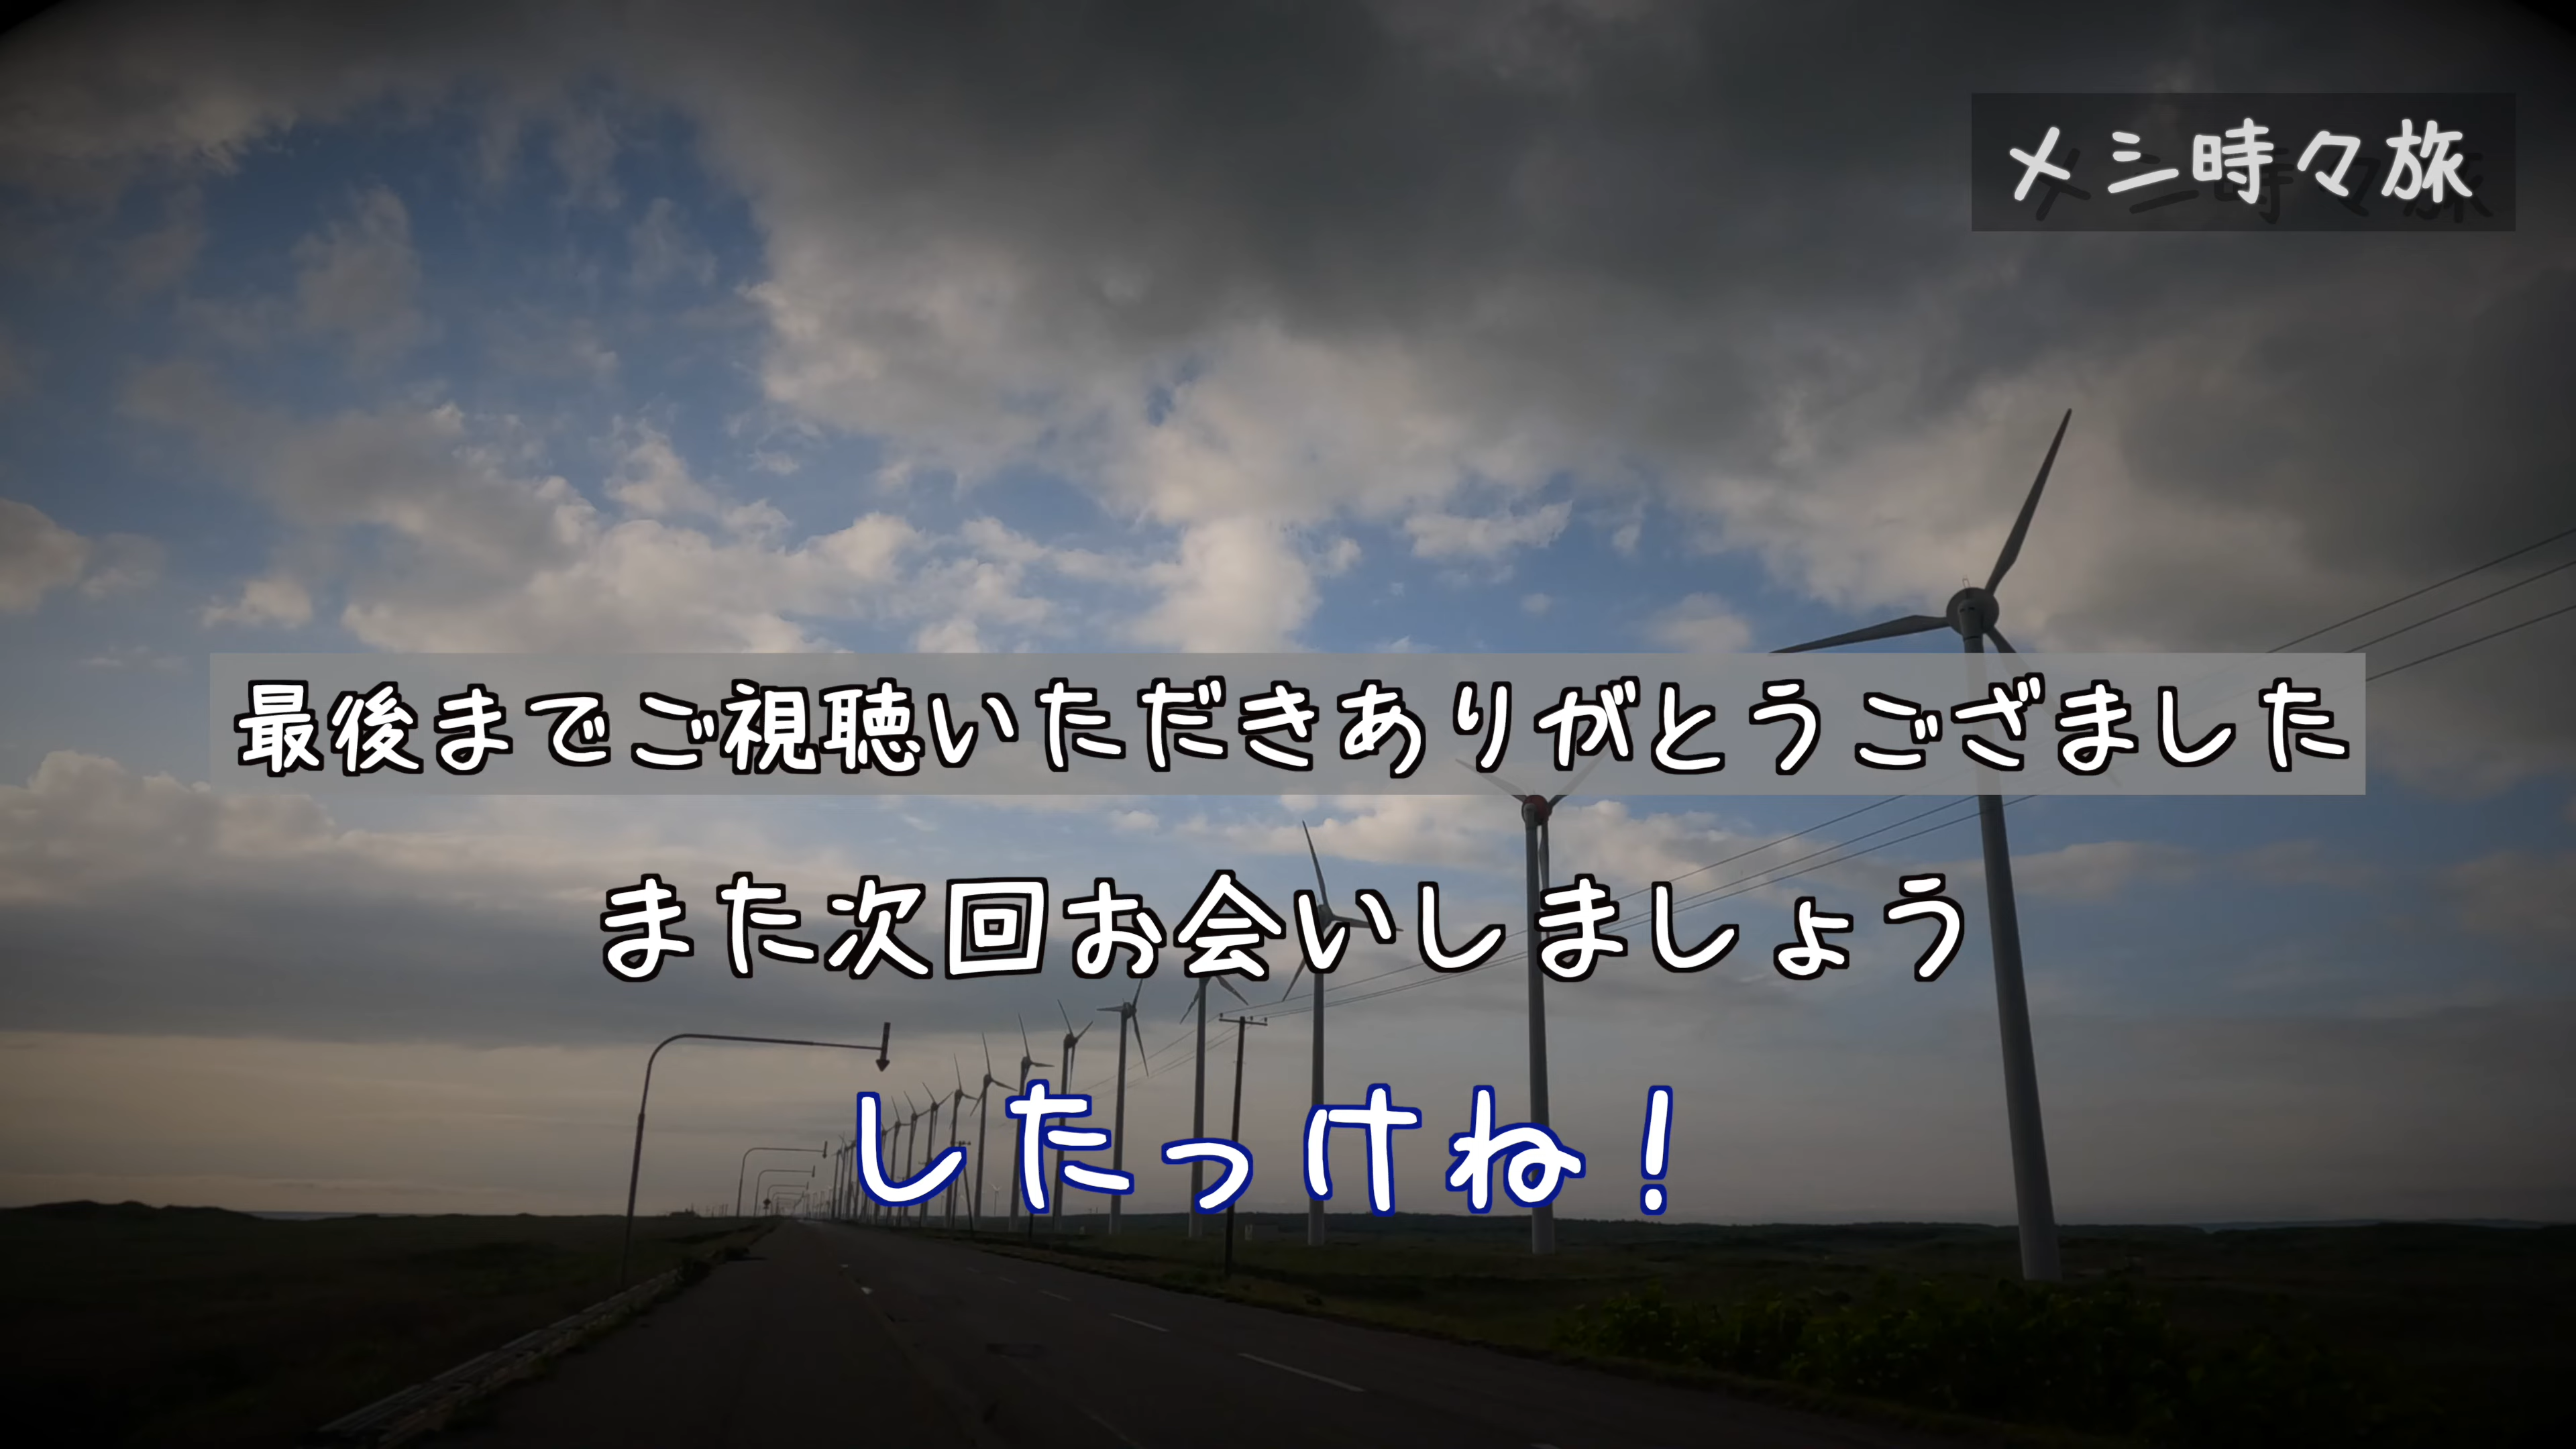 メシ時々旅
最後までご視聴いただきありがとうござました
また次回お会いしましょう
したっけね！